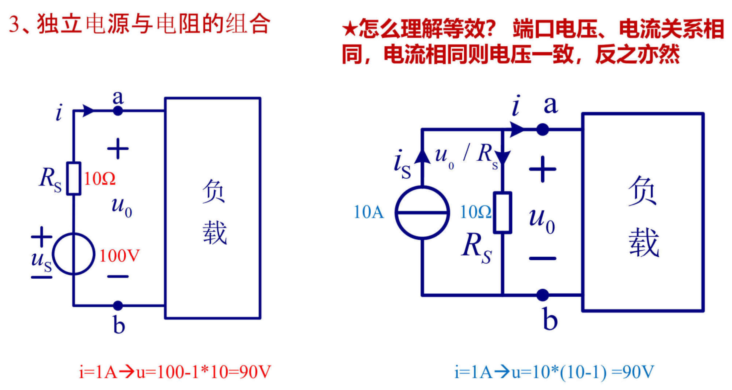 3、独立电源与电阻的组合
★怎么理解等效? 端口电压、电流关系相
同，电流相同则电压一致，反之亦然
i
a
+
R_S
10Ω
u_0
负
载
+
u_S
100V
−
−
b
i
a
i_S
u_0 / R_S
+
10A
10Ω
u_0
负
载
R_S
−
b
i=1A→u=100-1*10=90V
i=1A→u=10*(10-1) =90V